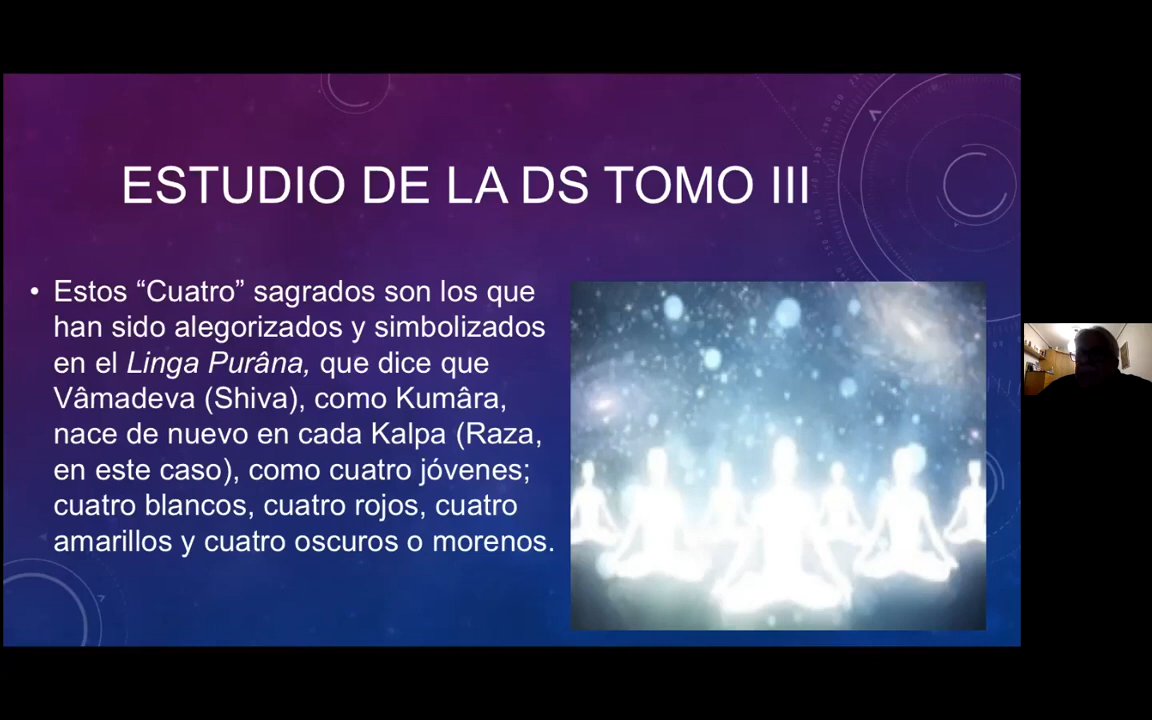 ESTUDIO DE LA DS TOMO III
• Estos “Cuatro” sagrados son los que
han sido alegorizados y simbolizados
en el Linga Purâna, que dice que
Vâmadeva (Shiva), como Kumâra,
nace de nuevo en cada Kalpa (Raza,
en este caso), como cuatro jóvenes;
cuatro blancos, cuatro rojos, cuatro
amarillos y cuatro oscuros o morenos.